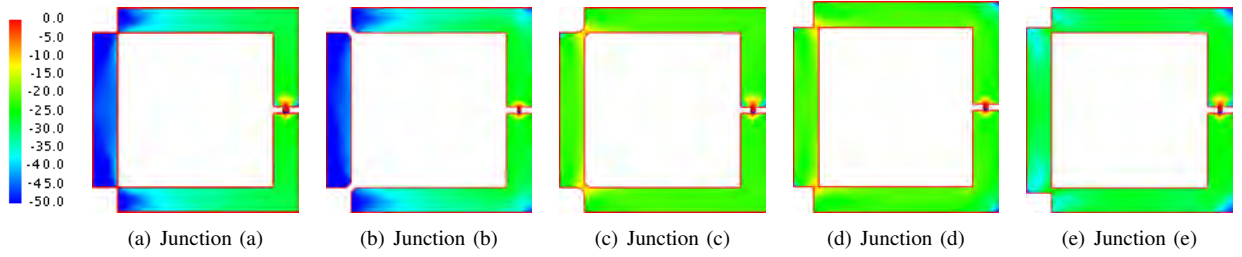 0.0
-5.0
-10.0
-15.0
-20.0
-25.0
-30.0
-35.0
-40.0
-45.0
-50.0
(a) Junction (a)
(b) Junction (b)
(c) Junction (c)
(d) Junction (d)
(e) Junction (e)